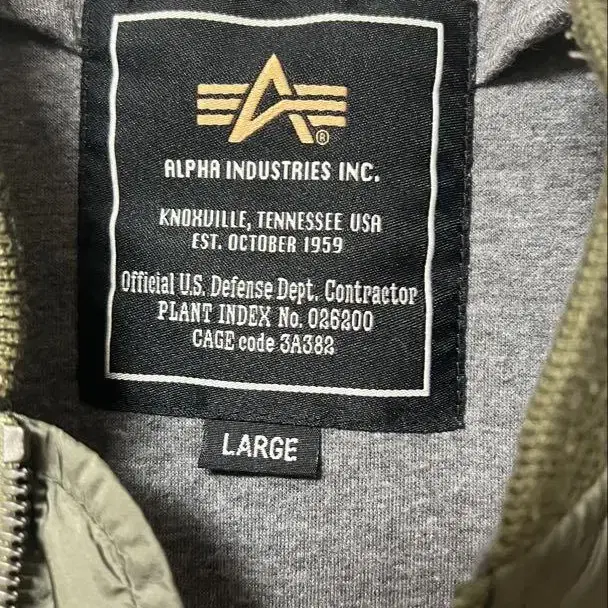 ®
ALPHA INDUSTRIES INC.
KNOXVILLE, TENNESSEE USA
EST. OCTOBER 1959
Official U.S. Defense Dept. Contractor
PLANT INDEX No. 026200
CAGE code 3A382
LARGE